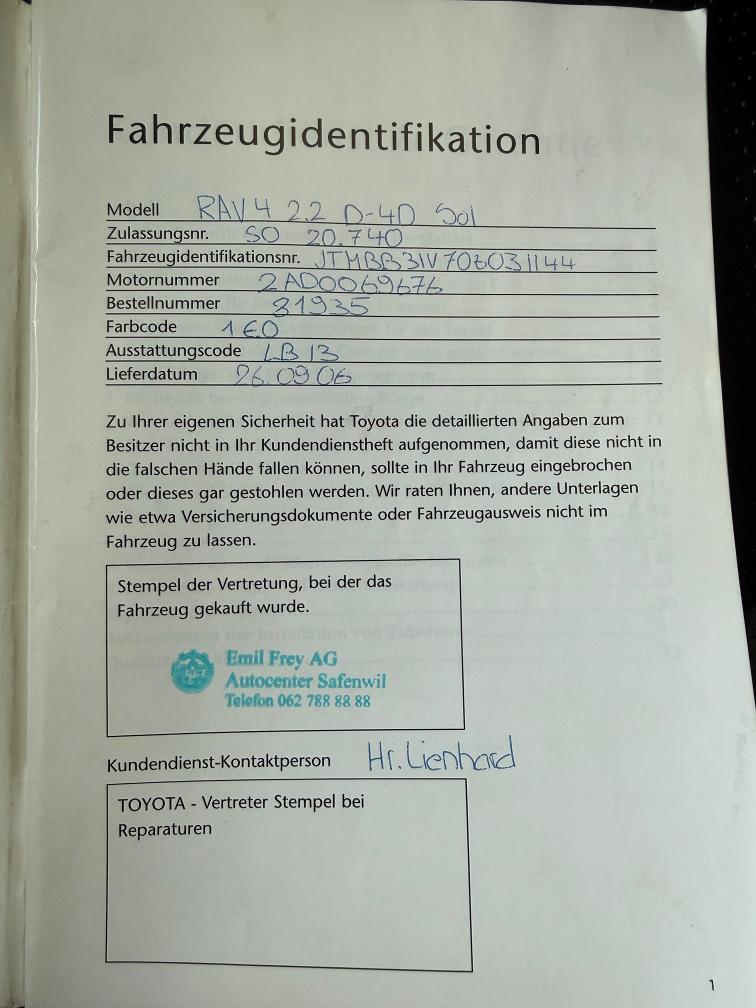 Fahrzeugidentifikation
Modell RAV4 2.2 D-4D Sol
Zulassungsnr. SO 20.740
Fahrzeugidentifikationsnr. JTMBB31V70Z031144
Motornummer 2AD0069676
Bestellnummer 81935
Farbcode 1E0
Ausstattungscode LB13
Lieferdatum 26.09 06
Zu Ihrer eigenen Sicherheit hat Toyota die detaillierten Angaben zum
Besitzer nicht in Ihr Kundendienstheft aufgenommen, damit diese nicht in
die falschen Hände fallen können, sollte in Ihr Fahrzeug eingebrochen
oder dieses gar gestohlen werden. Wir raten Ihnen, andere Unterlagen
wie etwa Versicherungsdokumente oder Fahrzeugausweis nicht im
Fahrzeug zu lassen.
Stempel der Vertretung, bei der das
Fahrzeug gekauft wurde.
Emil Frey AG
Autocenter Safenwil
Telefon 062 788 88 88
Kundendienst-Kontaktperson Hr. Lienhard
TOYOTA - Vertreter Stempel bei
Reparaturen
1